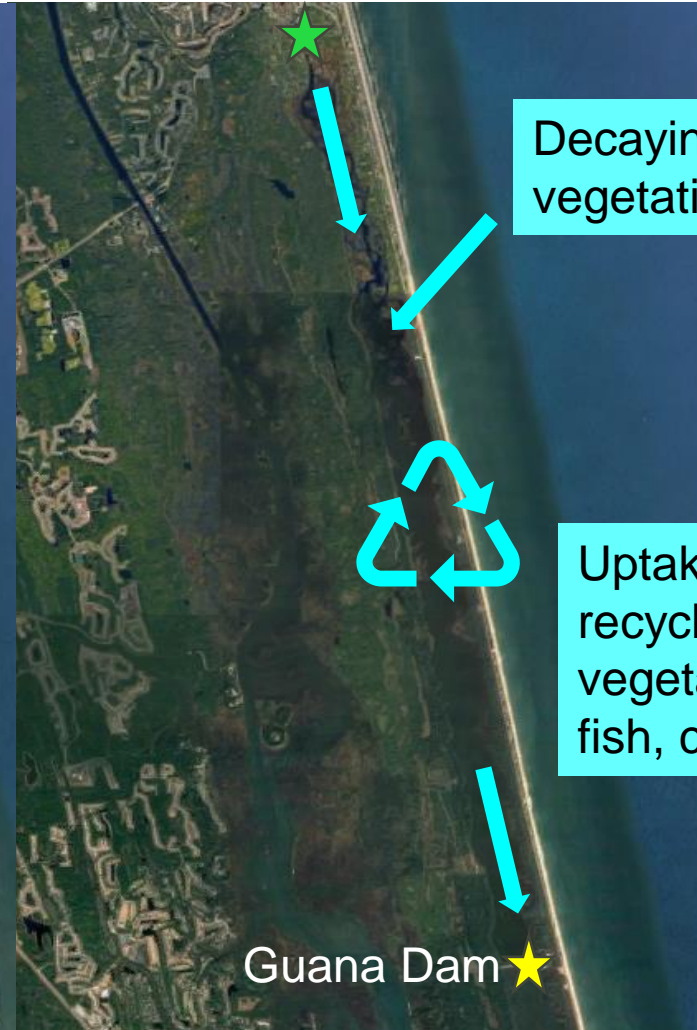 Decayin
vegetati
Uptak
recycl
vegeta
fish,
Guana Dam